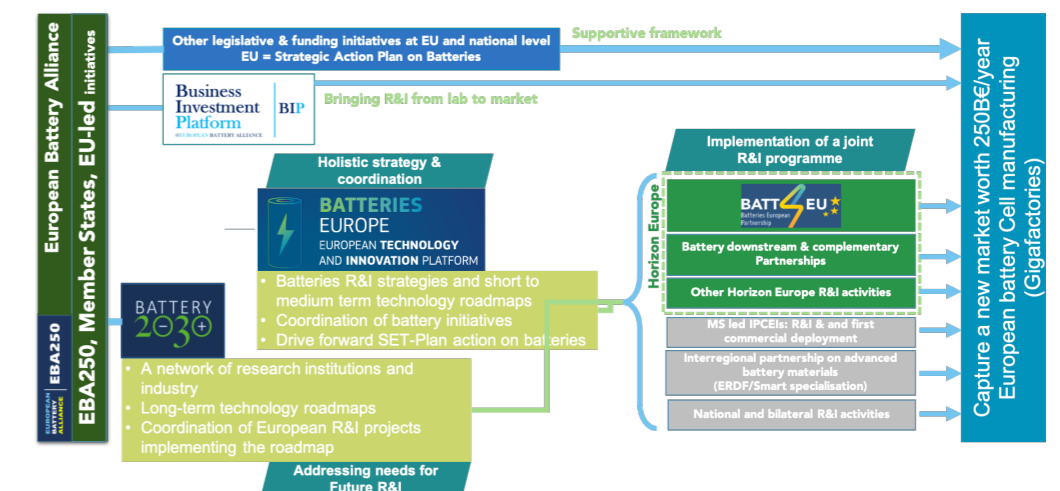 European Battery Alliance
EUROPEAN
BATTERY
ALLIANCE
EBA250
EBA250, Member States, EU-led initiatives
Other legislative & funding initiatives at EU and national level
EU = Strategic Action Plan on Batteries
Supportive framework
Business
Investment
Platform
BIP
#EUROPEAN BATTERY ALLIANCE
Bringing R&I from lab to market
Holistic strategy &
coordination
BATTERIES
EUROPE
EUROPEAN TECHNOLOGY
AND INNOVATION PLATFORM
• Batteries R&I strategies and short to
medium term technology roadmaps
• Coordination of battery initiatives
• Drive forward SET-Plan action on batteries
BATTERY
2030+
• A network of research institutions and
industry
• Long-term technology roadmaps
• Coordination of European R&I projects
implementing the roadmap
Addressing needs for
Future R&I
Implementation of a joint
R&I programme
Horizon Europe
BATT4EU
Batteries European
Partnership
Battery downstream & complementary
Partnerships
Other Horizon Europe R&I activities
MS led IPCEIs: R&I & and first
commercial deployment
Interregional partnership on advanced
battery materials
(ERDF/Smart specialisation)
National and bilateral R&I activities
Capture a new market worth 250B€/year
European battery Cell manufacturing
(Gigafactories)